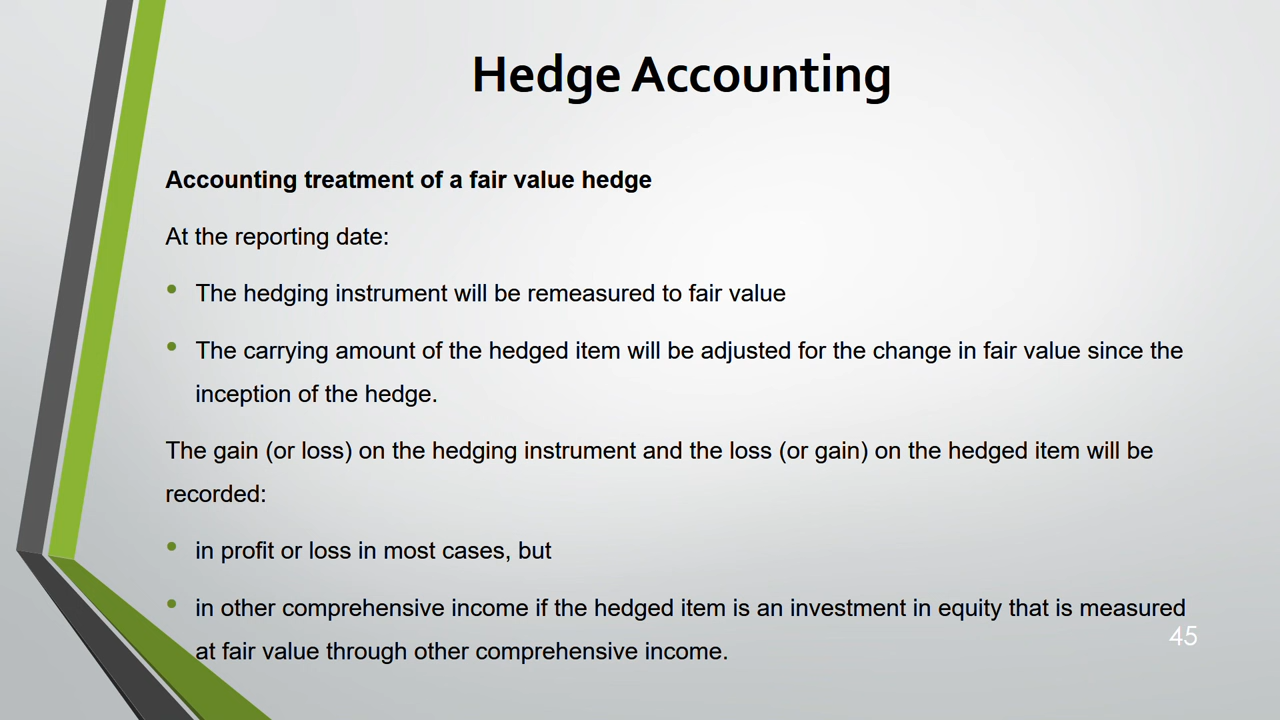 Hedge Accounting
Accounting treatment of a fair value hedge
At the reporting date:
• The hedging instrument will be remeasured to fair value
• The carrying amount of the hedged item will be adjusted for the change in fair value since the
inception of the hedge.
The gain (or loss) on the hedging instrument and the loss (or gain) on the hedged item will be
recorded:
• in profit or loss in most cases, but
• in other comprehensive income if the hedged item is an investment in equity that is measured
at fair value through other comprehensive income.
45